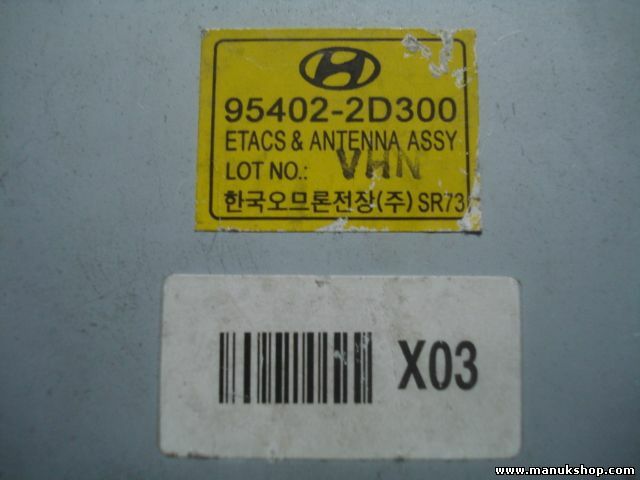 95402-2D300
ETACS & ANTENNA ASSY
LOT NO.: VHN
한국오므론전장(주) SR73
X03
www.manukshop.com